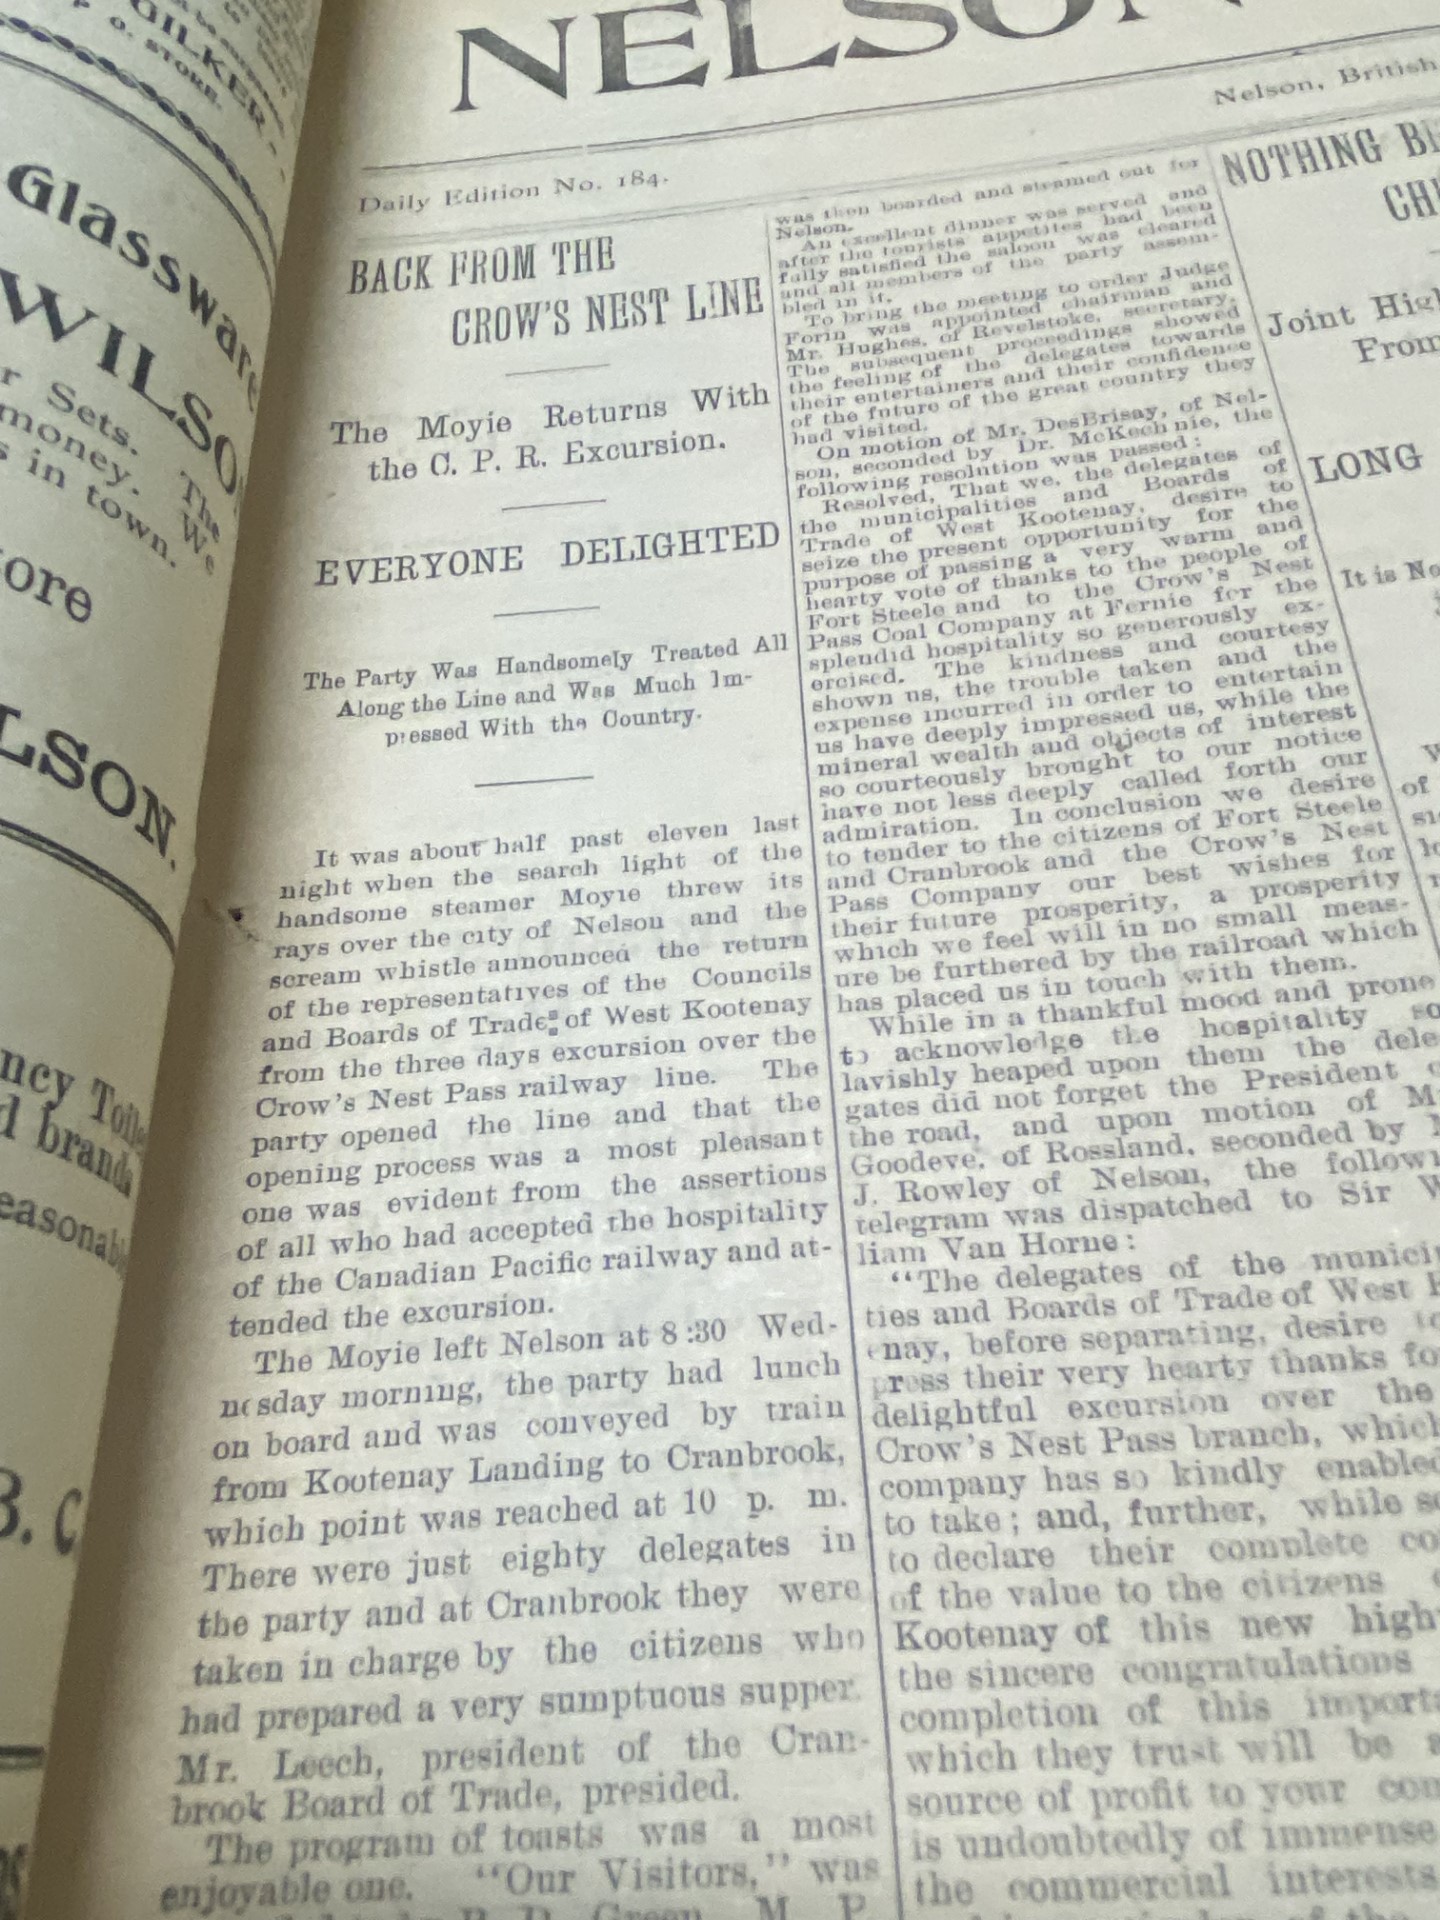 GILKER
P. O. STORE.
Glassware
WILSO
r Sets. The
money. We
s in town.
ore
LSON.
ncy Toile
d brands
easonab
B. C
NELSON
Nelson, British
Daily Edition No. 184.
BACK FROM THE
CROW'S NEST LINE
The Moyie Returns With
the C. P. R. Excursion.
EVERYONE DELIGHTED
The Party Was Handsomely Treated All
Along the Line and Was Much Im-
pressed With the Country.
It was about half past eleven last
night when the search light of the
handsome steamer Moyie threw its
rays over the city of Nelson and the
scream whistle announced the return
of the representatives of the Councils
and Boards of Trade of West Kootenay
from the three days excursion over the
Crow's Nest Pass railway line. The
party opened the line and that the
opening process was a most pleasant
one was evident from the assertions
of all who had accepted the hospitality
of the Canadian Pacific railway and at-
tended the excursion.
The Moyie left Nelson at 8:30 Wed-
nesday morning, the party had lunch
on board and was conveyed by train
from Kootenay Landing to Cranbrook,
which point was reached at 10 p. m.
There were just eighty delegates in
the party and at Cranbrook they were
taken in charge by the citizens who
had prepared a very sumptuous supper.
Mr. Leech, president of the Cran-
brook Board of Trade, presided.
The program of toasts was a most
enjoyable one. "Our Visitors," was
Green, M. P.
was then boarded and steamed out for
Nelson.
An excellent dinner was served and
after the tourists appetites had been
fully satisfied the saloon was cleared
and all members of the party assem-
bled in it.
To bring the meeting to order Judge
Forin was appointed chairman and
Mr. Hughes, of Revelstoke, secretary.
The subsequent proceedings showed
the feeling of the delegates towards
their entertainers and their confidence
of the future of the great country they
had visited.
On motion of Mr. DesBrisay, of Nel-
son, seconded by Dr. McKechnie, the
following resolution was passed:
Resolved, That we, the delegates of
the municipalities and Boards of
Trade of West Kootenay, desire to
seize the present opportunity for the
purpose of passing a very warm and
hearty vote of thanks to the people of
Fort Steele and to the Crow's Nest
Pass Coal Company at Fernie for the
splendid hospitality so generously ex-
ercised. The kindness and courtesy
shown us, the trouble taken and the
expense incurred in order to entertain
us have deeply impressed us, while the
mineral wealth and objects of interest
so courteously brought to our notice
have not less deeply called forth our
admiration. In conclusion we desire
to tender to the citizens of Fort Steele
and Cranbrook and the Crow's Nest
Pass Company our best wishes for
their future prosperity, a prosperity
which we feel will in no small meas-
ure be furthered by the railroad which
has placed us in touch with them.
While in a thankful mood and prone
to acknowledge the hospitality so
lavishly heaped upon them the dele
gates did not forget the President o
the road, and upon motion of M
Goodeve, of Rossland, seconded by
J. Rowley of Nelson, the followi
telegram was dispatched to Sir W
liam Van Horne:
"The delegates of the munici
ties and Boards of Trade of West K
enay, before separating, desire to
press their very hearty thanks fo
delightful excursion over the
Crow's Nest Pass branch, which
company has so kindly enabled
to take; and, further, while so
to declare their complete co
of the value to the citizens
Kootenay of this new high
the sincere congratulations
completion of this importa
which they trust will be a
source of profit to your com
is undoubtedly of immense
the commercial interests
NOTHING BE
CH
Joint Hig
From
LONG
It is No
W
of